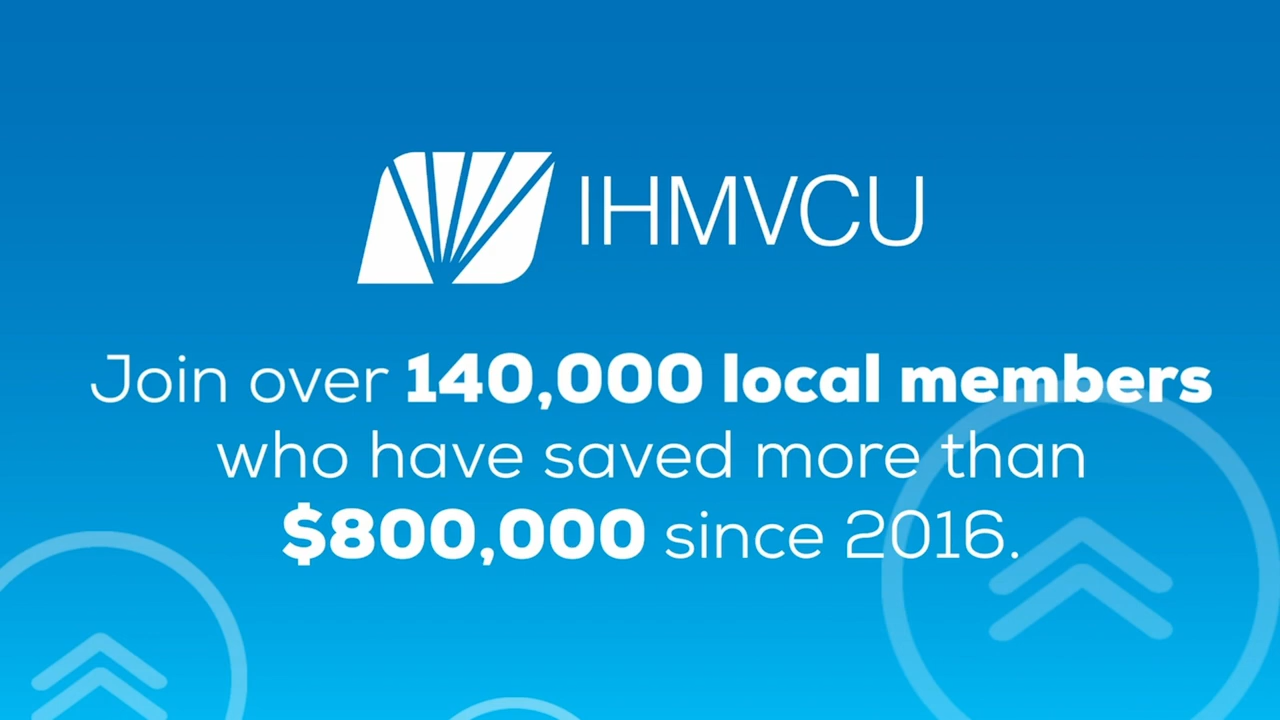 IHMVCU
Join over 140,000 local members
who have saved more than
$800,000 since 2016.